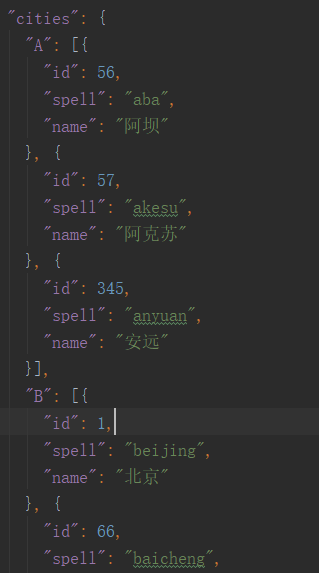 "cities": {
"A": [{
"id": 56,
"spell": "aba",
"name": "阿坝"
}, {
"id": 57,
"spell": "akesu",
"name": "阿克苏"
}, {
"id": 345,
"spell": "anyuan",
"name": "安远"
}],
"B": [{
"id": 1,
"spell": "beijing",
"name": "北京"
}, {
"id": 66,
"spell": "baicheng",